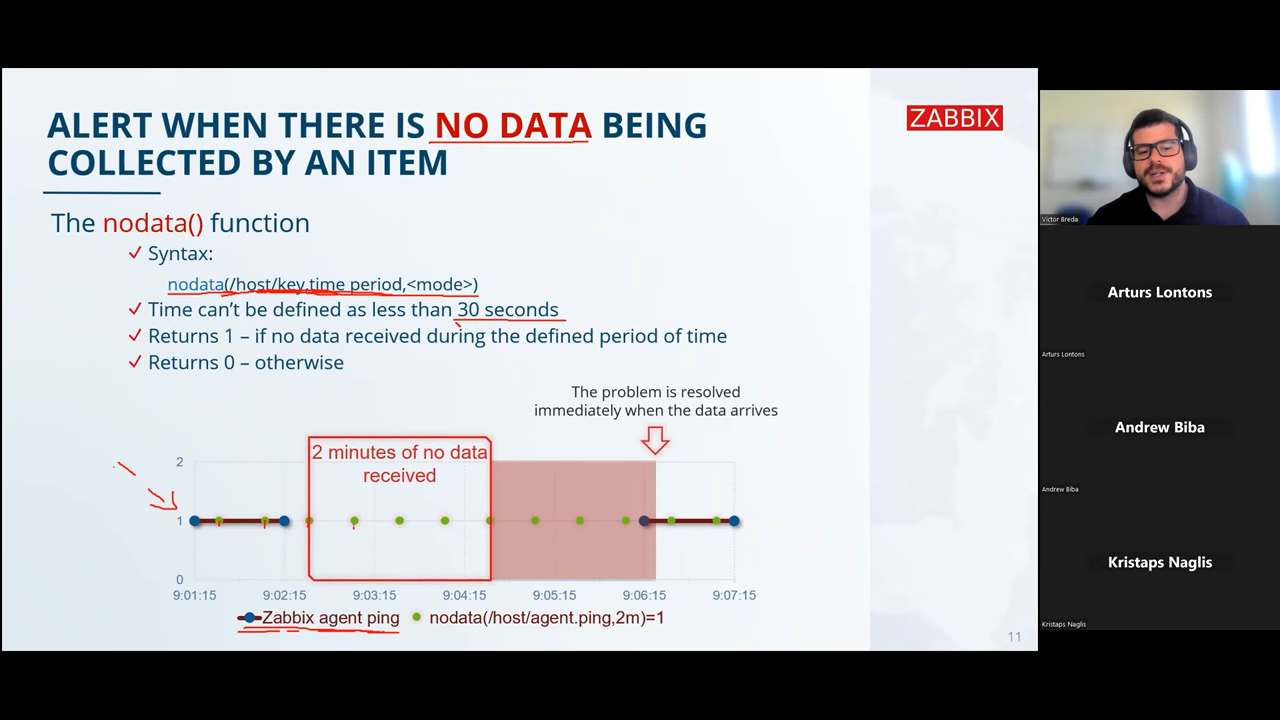 ALERT WHEN THERE IS NO DATA BEING
COLLECTED BY AN ITEM
ZABBIX
The nodata() function
✓ Syntax:
nodata(/host/key,time period,<mode>)
✓ Time can't be defined as less than 30 seconds
✓ Returns 1 – if no data received during the defined period of time
✓ Returns 0 – otherwise
The problem is resolved
immediately when the data arrives
2 minutes of no data
received
2
1
0
9:01:15 9:02:15 9:03:15 9:04:15 9:05:15 9:06:15 9:07:15
Zabbix agent ping nodata(/host/agent.ping,2m)=1
11
Victor Breda
Arturs Lontons
Arturs Lontons
Andrew Biba
Andrew Biba
Kristaps Naglis
Kristaps Naglis